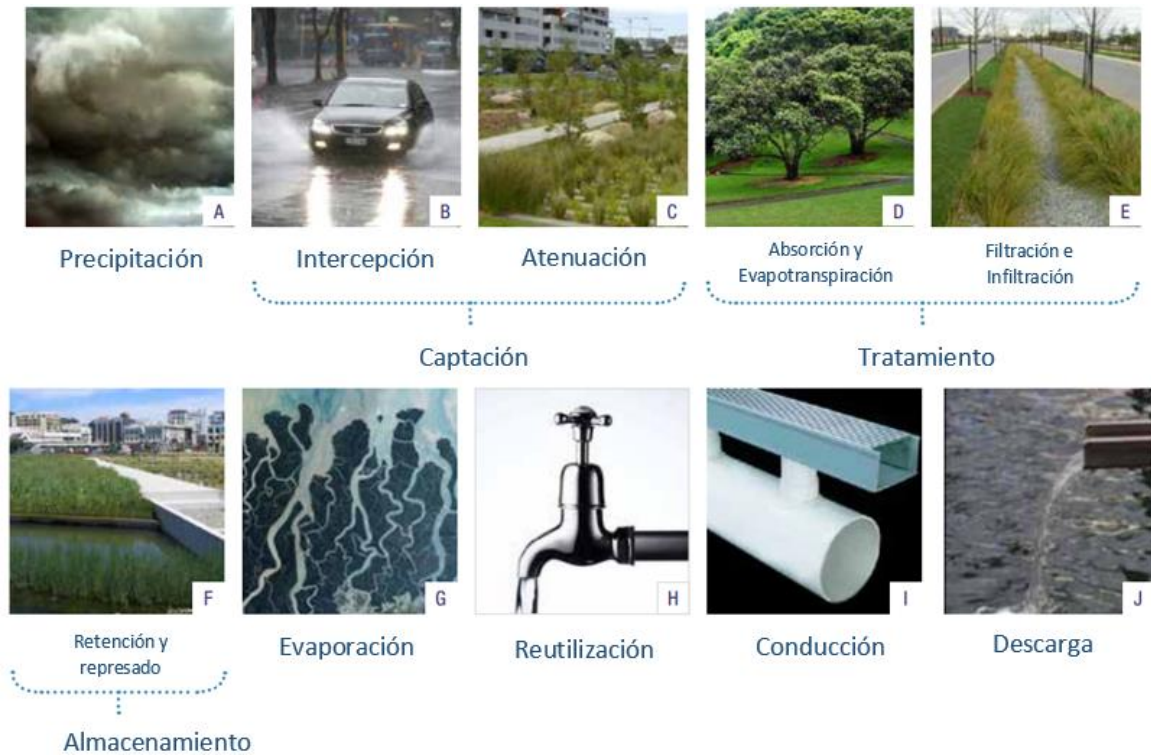 A
B
C
D
E
Precipitación
Intercepción
Atenuación
Absorción y
Evapotranspiración
Filtración e
Infiltración
Captación
Tratamiento
F
G
H
I
J
Retención y
represado
Evaporación
Reutilización
Conducción
Descarga
Almacenamiento